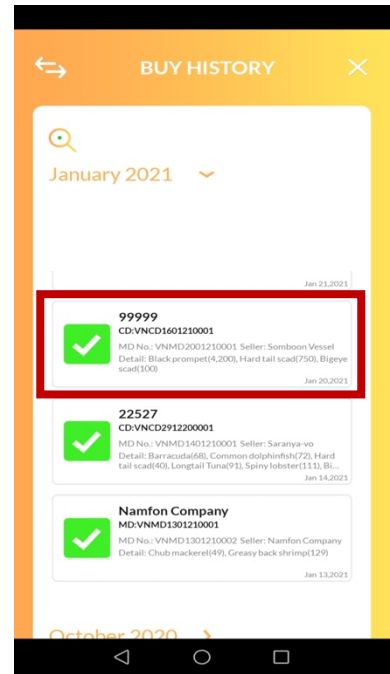 BUY HISTORY
January 2021
Jan 21,2021
99999
CD:VNCD1601210001
MD No.: VNMD2001210001 Seller: Somboon Vessel
Detail: Black prompet(4,200), Hard tail scad(750), Bigeye
scad(100)
Jan 20,2021
22527
CD:VNCD2912200001
MD No.: VNMD1401210001 Seller: Saranya-vo
Detail: Barracuda(68), Common dolphinfish(72), Hard
tail scad(40), Longtail Tuna(91), Spiny lobster(111), Bi...
Jan 14,2021
Namfon Company
MD:VNMD1301210001
MD No.: VNMD1301210002 Seller: Namfon Company
Detail: Chub mackerel(49), Greasy back shrimp(129)
Jan 13,2021
October 2020